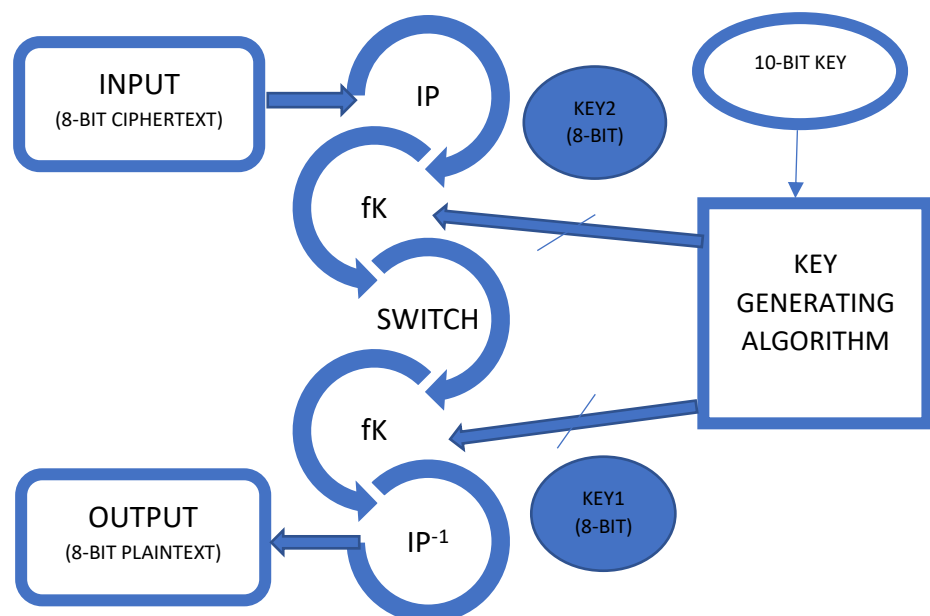 INPUT
(8-BIT CIPHERTEXT)
IP
KEY2
(8-BIT)
10-BIT KEY
fK
KEY
GENERATING
ALGORITHM
SWITCH
fK
OUTPUT
(8-BIT PLAINTEXT)
IP⁻¹
KEY1
(8-BIT)